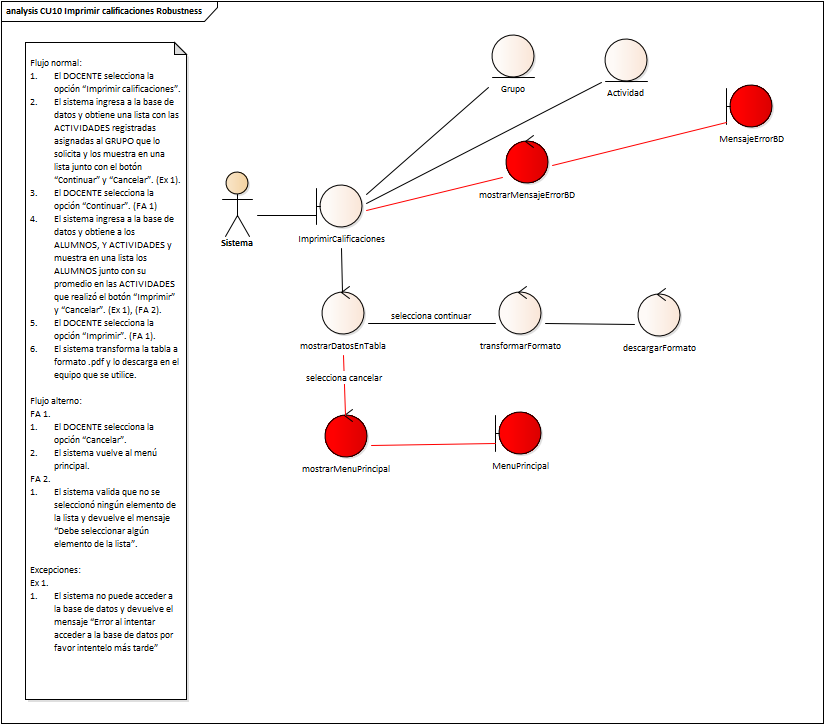 analysis CU10 Imprimir calificaciones Robustness
Flujo normal:
1. El DOCENTE selecciona la
opción "Imprimir calificaciones".
2. El sistema ingresa a la base de
datos y obtiene una lista con las
ACTIVIDADES registradas
asignadas al GRUPO que lo
solicita y los muestra en una
lista junto con el botón
"Continuar" y "Cancelar". (Ex 1).
3. El DOCENTE selecciona la
opción "Continuar". (FA 1)
4. El sistema ingresa a la base de
datos y obtiene a los
ALUMNOS, Y ACTIVIDADES y
muestra en una lista los
ALUMNOS junto con su
promedio en las ACTIVIDADES
que realizó el botón "Imprimir"
y "Cancelar". (Ex 1), (FA 2).
5. El DOCENTE selecciona la
opción "Imprimir". (FA 1).
6. El sistema transforma la tabla a
formato .pdf y lo descarga en el
equipo que se utilice.
Flujo alterno:
FA 1.
1. El DOCENTE selecciona la
opción "Cancelar".
2. El sistema vuelve al menú
principal.
FA 2.
1. El sistema valida que no se
seleccionó ningún elemento de
la lista y devuelve el mensaje
"Debe seleccionar algún
elemento de la lista".
Excepciones:
Ex 1.
1. El sistema no puede acceder a
la base de datos y devuelve el
mensaje "Error al intentar
acceder a la base de datos por
favor intentelo más tarde"
Grupo
Actividad
MensajeErrorBD
mostrarMensajeErrorBD
Sistema
ImprimirCalificaciones
selecciona continuar
mostrarDatosEnTabla
transformarFormato
descargarFormato
selecciona cancelar
mostrarMenuPrincipal
MenuPrincipal